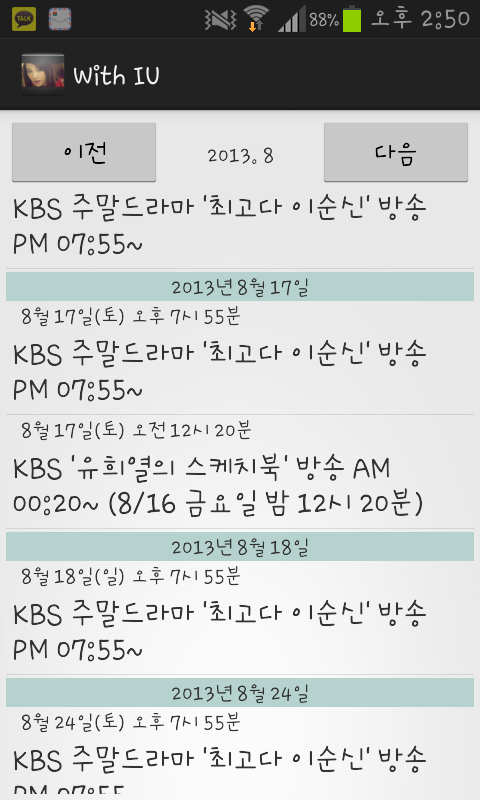 TALK
88% 오후 2:50
With IU
이전 2013. 8 다음
KBS 주말드라마 '최고다 이순신' 방송
PM 07:55~
2013년 8월 17일
8월 17일(토) 오후 7시 55분
KBS 주말드라마 '최고다 이순신' 방송
PM 07:55~
8월 17일(토) 오전 12시 20분
KBS '유희열의 스케치북' 방송 AM
00:20~ (8/16 금요일 밤 12시 20분)
2013년 8월 18일
8월 18일(일) 오후 7시 55분
KBS 주말드라마 '최고다 이순신' 방송
PM 07:55~
2013년 8월 24일
8월 24일(토) 오후 7시 55분
KBS 주말드라마 '최고다 이순신' 방송
PM 07:55